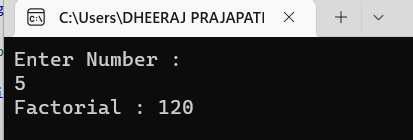 C:\Users\DHEERAJ PRAJAPATI
Enter Number :
5
Factorial : 120